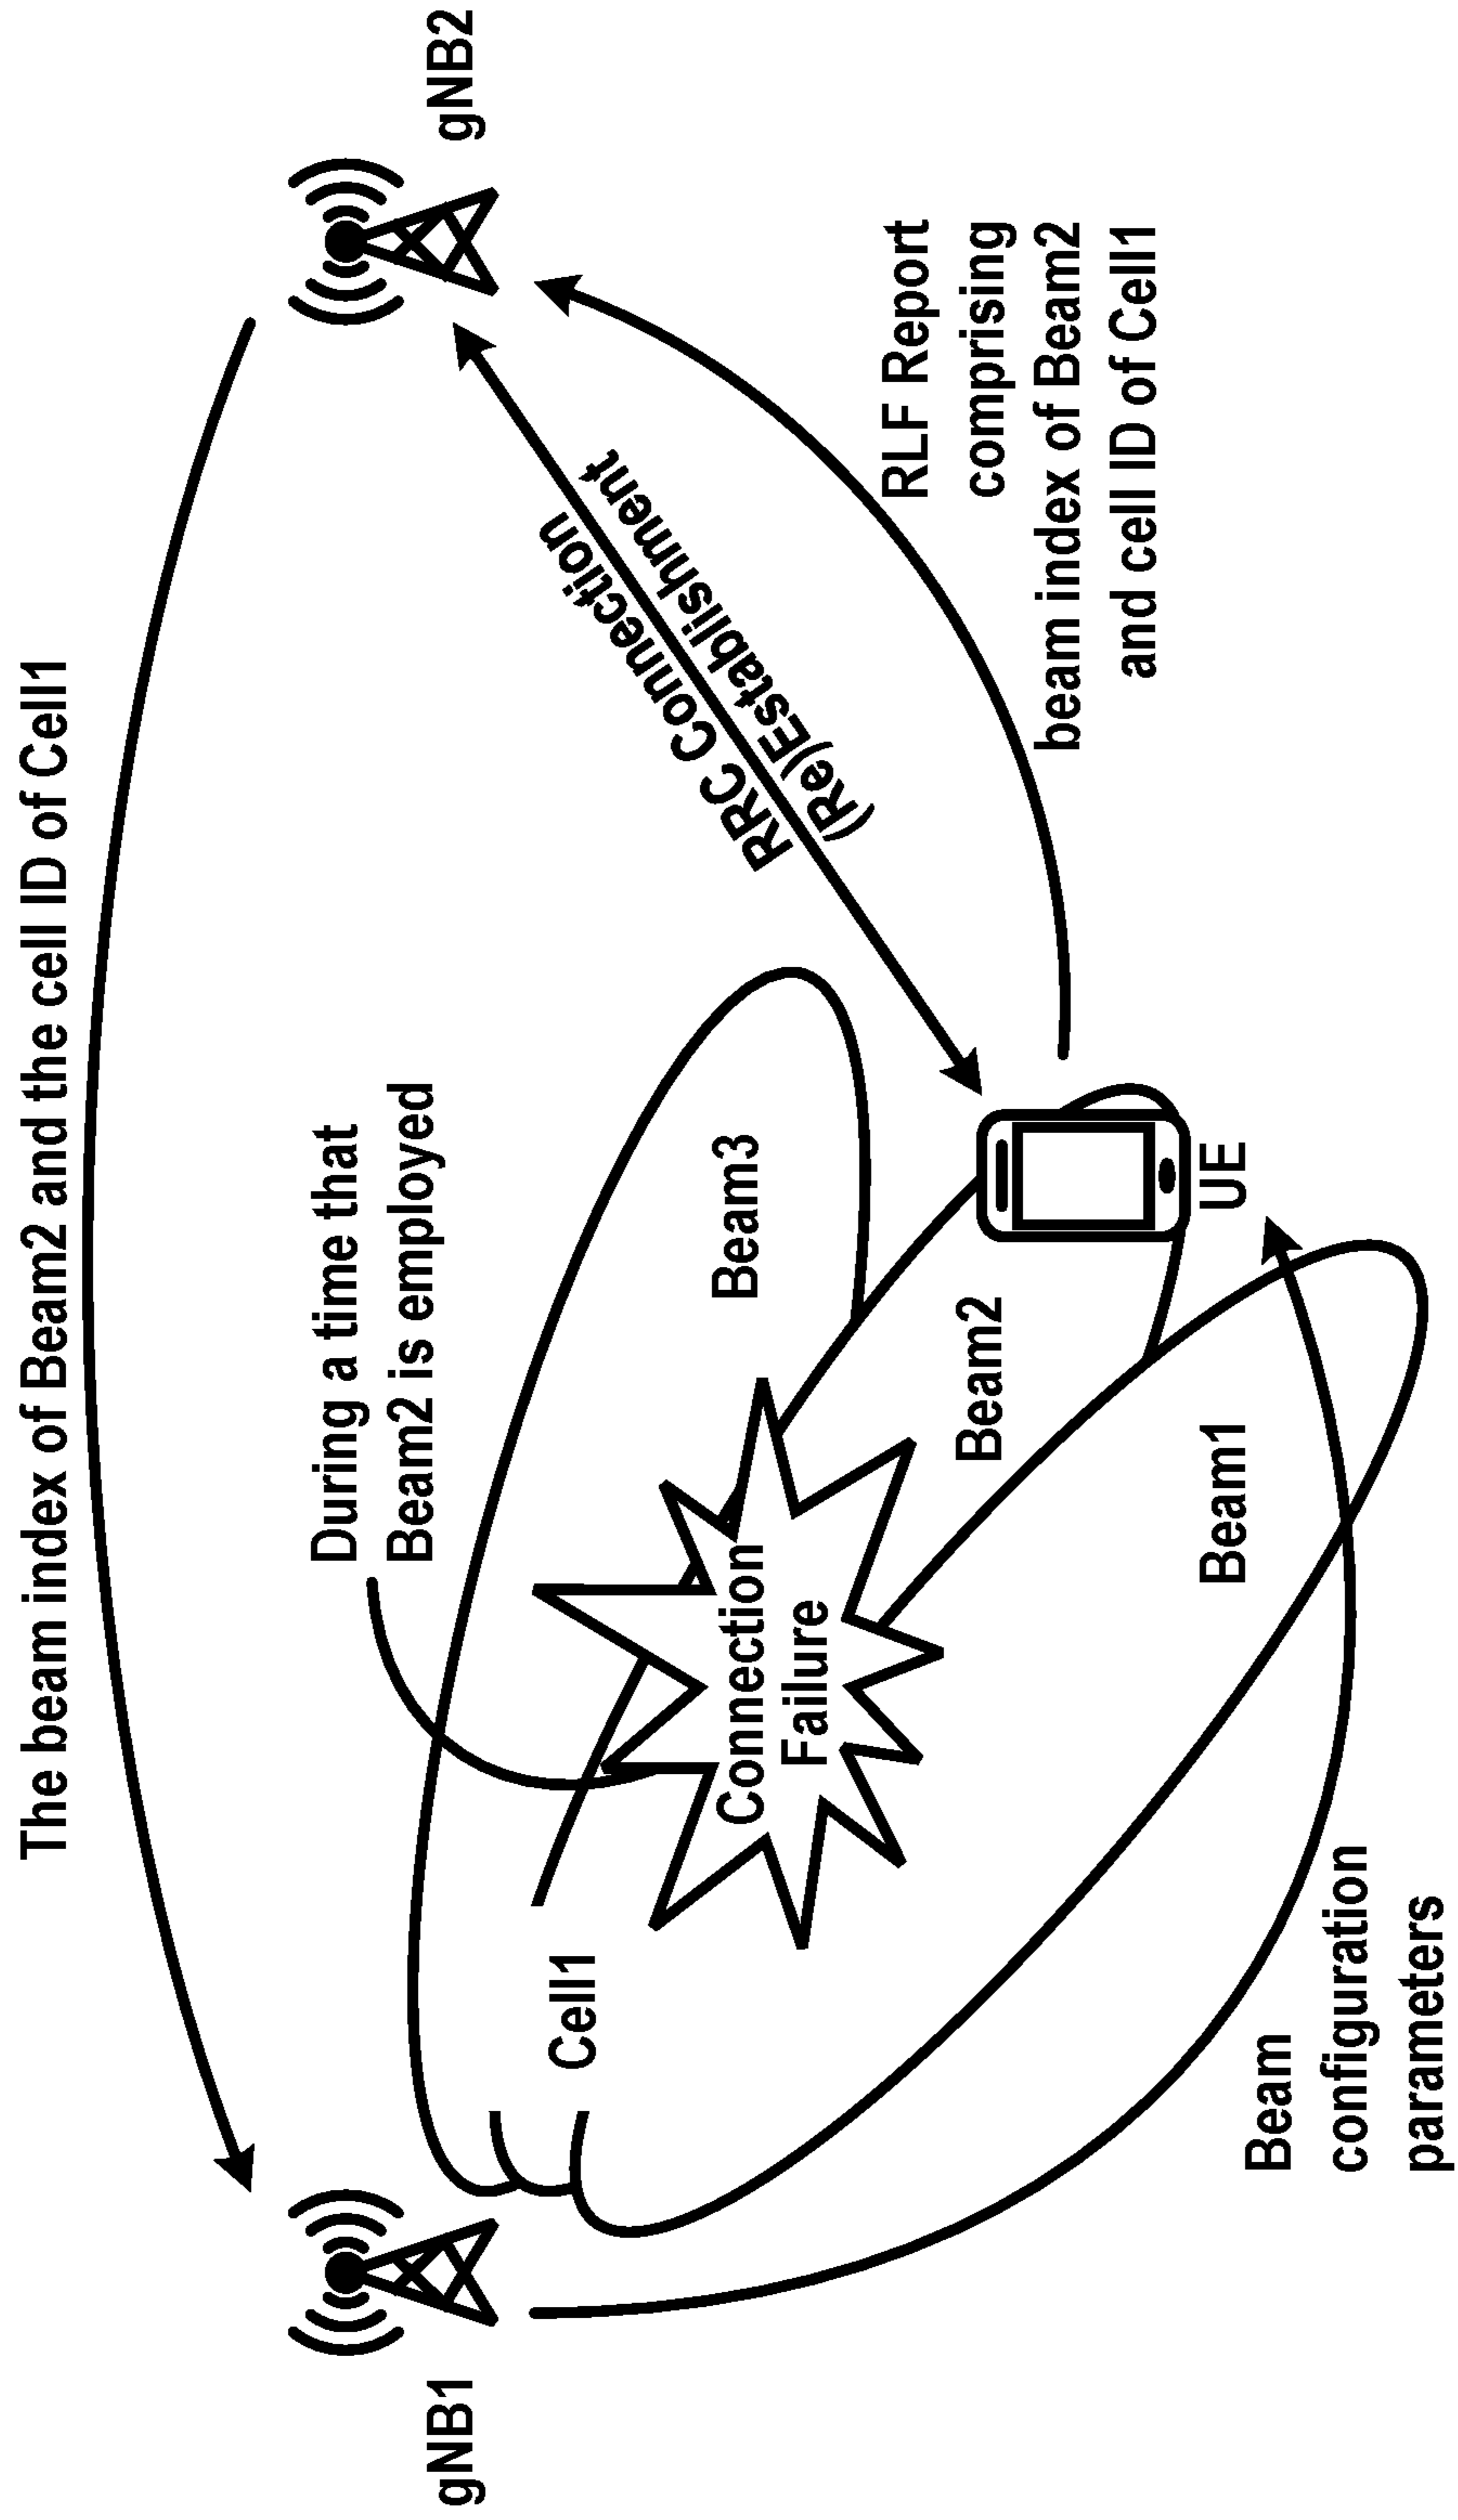 The beam index of Beam2 and the cell ID of Cell1
gNB1
gNB2
During a time that
Beam2 is employed
Cell1
Connection
Failure
Beam3
Beam2
Beam1
RRC Connection
(Re)Establishment
RLF Report
comprising
beam index of Beam2
and cell ID of Cell1
UE
Beam
configuration
parameters